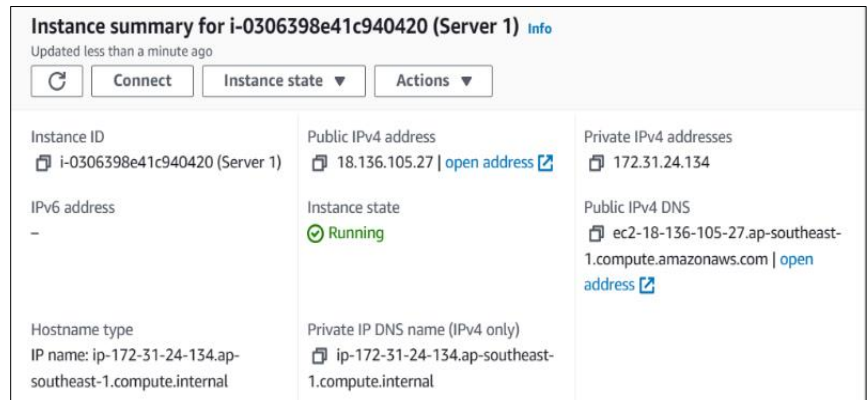 Instance summary for i-0306398e41c940420 (Server 1) Info
Updated less than a minute ago
Connect
Instance state
Actions
Instance ID
i-0306398e41c940420 (Server 1)
Public IPv4 address
18.136.105.27 | open address
Private IPv4 addresses
172.31.24.134
IPv6 address
–
Instance state
Running
Public IPv4 DNS
ec2-18-136-105-27.ap-southeast-
1.compute.amazonaws.com | open
address
Hostname type
IP name: ip-172-31-24-134.ap-
southeast-1.compute.internal
Private IP DNS name (IPv4 only)
ip-172-31-24-134.ap-southeast-
1.compute.internal